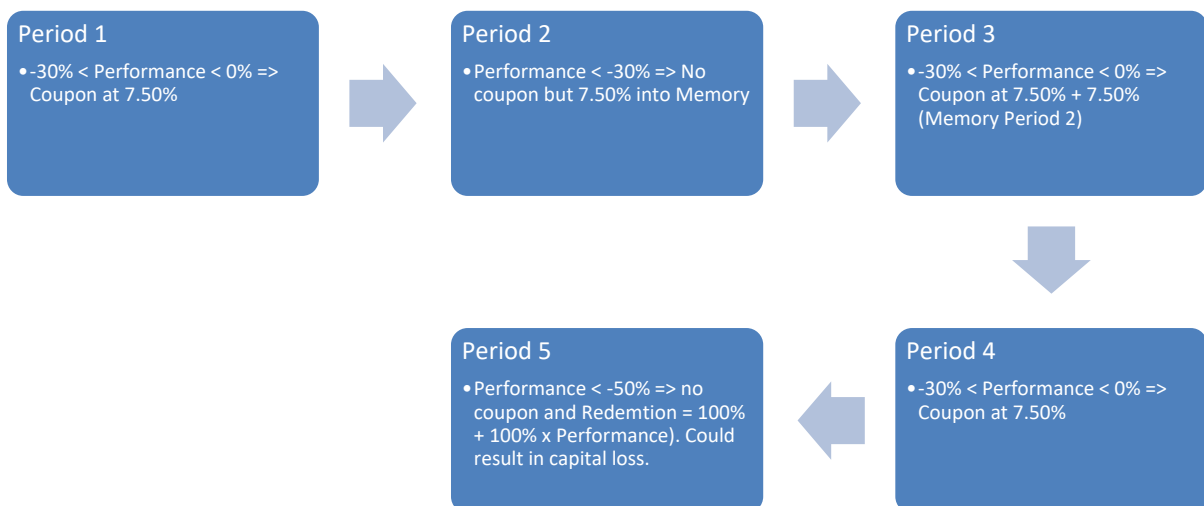 Period 1
•-30% < Performance < 0% =>
Coupon at 7.50%
Period 2
•Performance < -30% => No
coupon but 7.50% into Memory
Period 3
•-30% < Performance < 0% =>
Coupon at 7.50% + 7.50%
(Memory Period 2)
Period 4
•-30% < Performance < 0% =>
Coupon at 7.50%
Period 5
•Performance < -50% => no
coupon and Redemtion = 100%
+ 100% x Performance). Could
result in capital loss.